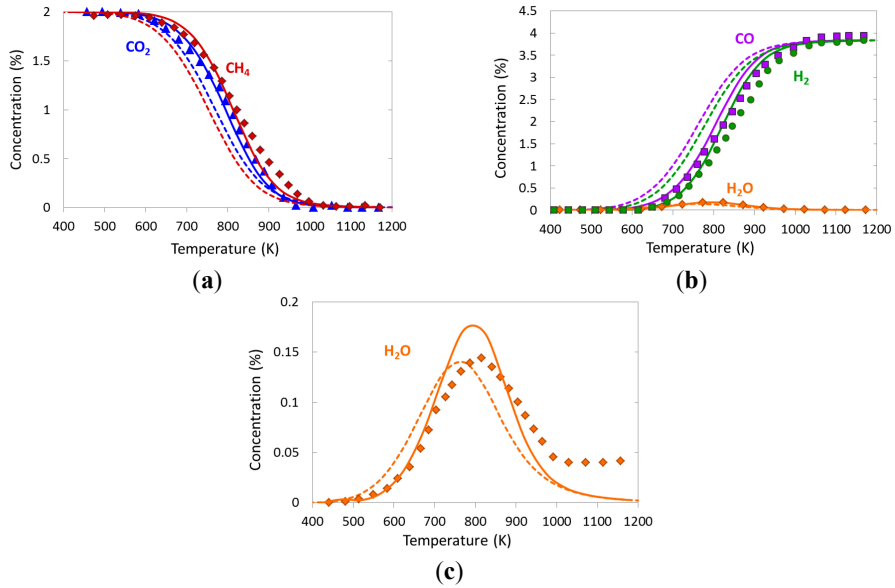 2
1.5
1
0.5
0
Concentration (%)
CO₂
CH₄
400 500 600 700 800 900 1000 1100 1200
Temperature (K)
(a)
4.5
4
3.5
3
2.5
2
1.5
1
0.5
0
Concentration (%)
CO
H₂
H₂O
400 500 600 700 800 900 1000 1100 1200
Temperature (K)
(b)
0.2
0.15
0.1
0.05
0
Concentration (%)
H₂O
400 500 600 700 800 900 1000 1100 1200
Temperature (K)
(c)